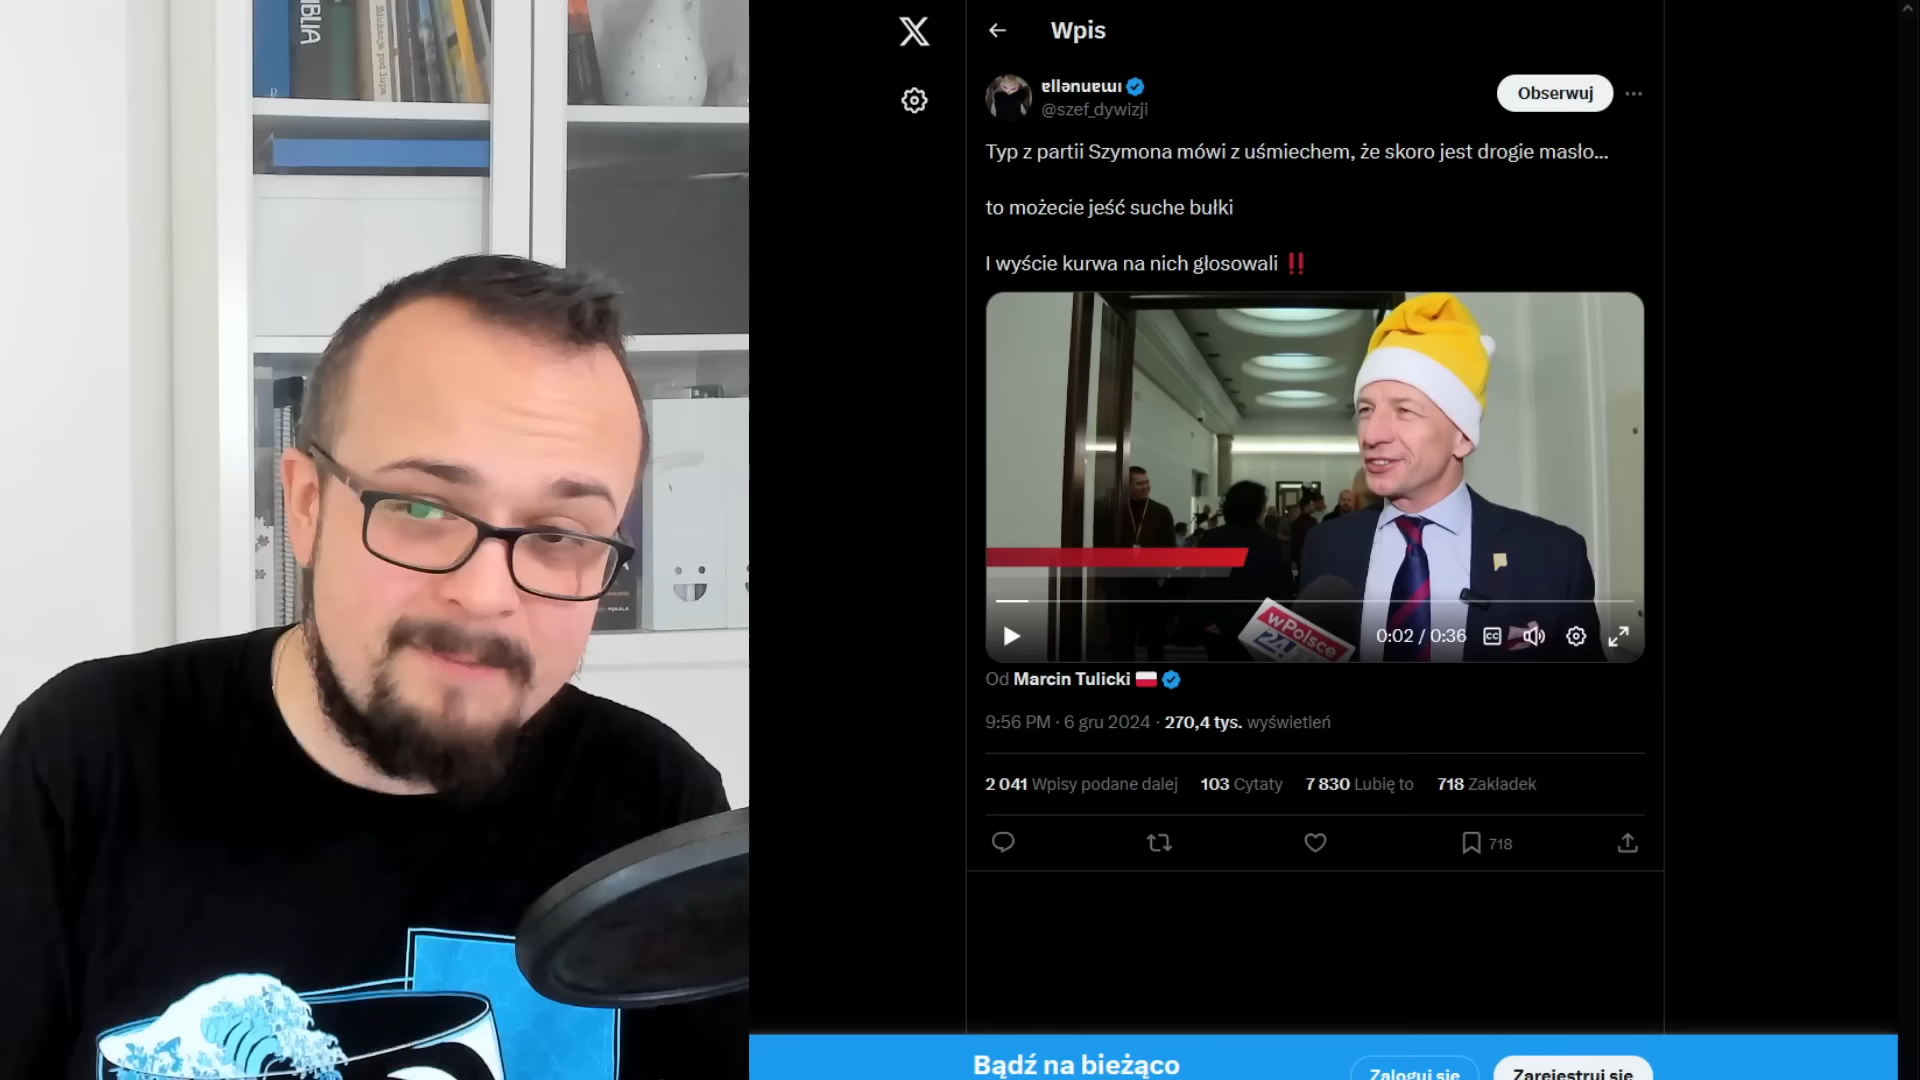 BIBLIA
Wpis
ɐllǝnuɐɯı
@szef_dywizji
Obserwuj
Typ z partii Szymona mówi z uśmiechem, że skoro jest drogie masło...
to możecie jeść suche bułki
I wyście kurwa na nich głosowali ‼️
wPolsce
24
0:02 / 0:36
CC
Od Marcin Tulicki 🇵🇱
9:56 PM · 6 gru 2024 · 270,4 tys. wyświetleń
2 041 Wpisy podane dalej 103 Cytaty 7 830 Lubię to 718 Zakładek
718
Bądź na bieżąco
Zaloguj się
Zarejestruj się